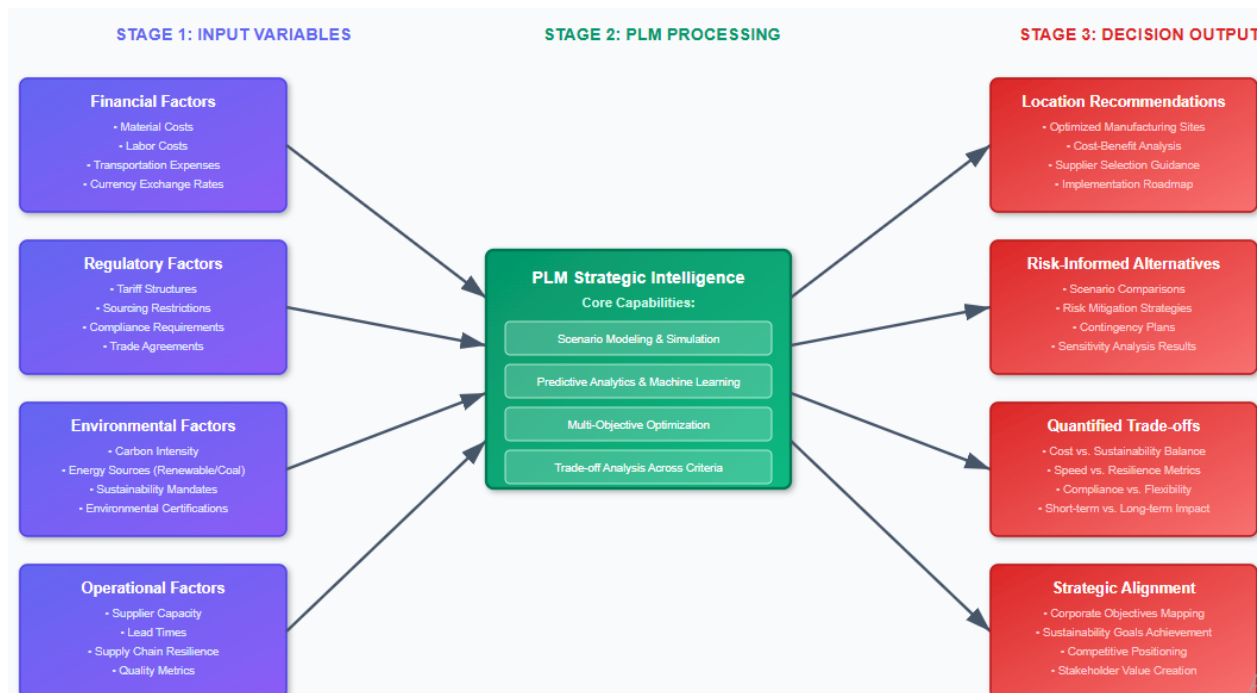 STAGE 1: INPUT VARIABLES
STAGE 2: PLM PROCESSING
STAGE 3: DECISION OUTPUT
Financial Factors
• Material Costs
• Labor Costs
• Transportation Expenses
• Currency Exchange Rates
Regulatory Factors
• Tariff Structures
• Sourcing Restrictions
• Compliance Requirements
• Trade Agreements
Environmental Factors
• Carbon Intensity
• Energy Sources (Renewable/Coal)
• Sustainability Mandates
• Environmental Certifications
Operational Factors
• Supplier Capacity
• Lead Times
• Supply Chain Resilience
• Quality Metrics
PLM Strategic Intelligence
Core Capabilities:
Scenario Modeling & Simulation
Predictive Analytics & Machine Learning
Multi-Objective Optimization
Trade-off Analysis Across Criteria
Location Recommendations
• Optimized Manufacturing Sites
• Cost-Benefit Analysis
• Supplier Selection Guidance
• Implementation Roadmap
Risk-Informed Alternatives
• Scenario Comparisons
• Risk Mitigation Strategies
• Contingency Plans
• Sensitivity Analysis Results
Quantified Trade-offs
• Cost vs. Sustainability Balance
• Speed vs. Resilience Metrics
• Compliance vs. Flexibility
• Short-term vs. Long-term Impact
Strategic Alignment
• Corporate Objectives Mapping
• Sustainability Goals Achievement
• Competitive Positioning
• Stakeholder Value Creation